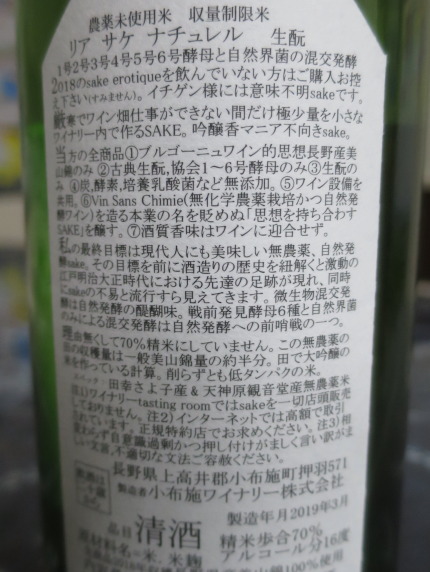 農薬未使用米　収量制限米
リア サケ ナチュレル　生酛
1号2号3号4号5号6号酵母と自然界菌の混交発酵
2018のsake erotiqueを飲んでいない方はご購入お控
え下さい(すみません)。イチゲン様には意味不明sakeです。
厳寒でワイン畑仕事ができない間だけ極少量を小さな
ワイナリー内で作るSAKE。吟醸香マニア不向きsake。
当方の全商品①ブルゴーニュワイン的思想長野産美
山錦のみ ②古典生酛,協会1～6号酵母のみ③生酛の
み ④炭,酵素,培養乳酸菌など無添加。⑤ワイン設備を
共用。⑥Vin Sans Chimie(無化学農薬栽培かつ自然発
酵ワイン)を造る本業の名を貶めぬ「思想を持ち合わす
SAKE」を醸す。⑦酒質香味はワインに迎合せず。
私の最終目標は現代人にも美味しい無農薬、自然発
酵sake。その目標を前に酒造りの歴史を紐解くと激動の
江戸明治大正時代における先達の足跡が現れ、同時
にsakeの不易と流行すら見えてきます。微生物混交発
酵は自然発酵の醍醐味。戦前発見酵母6種と自然界菌
のみによる混交発酵は自然発酵への前哨戦の一つ。
理由無くして70%精米にしていません。この無農薬の
田の収穫量は一般美山錦量の約半分。田で大吟醸の
米を作っている計算。削らずとも低タンパクの米。
田幸さよ子産 & 天神原観音堂産無農薬米
注1)ワイナリーtasting roomではsakeを一切店頭販売
しておりません。注2)インターネットでは高額で取引
されています。正規特約店でお求めください。注3)相
変わらず自意識過剰かつ押し付けがましく言い訳がま
しい文言、不適切な文法ご容赦ください。
長野県上高井郡小布施町押羽571
製造者 小布施ワイナリー株式会社
製造年月2019年3月
品目 清酒 精米歩合70%
原材料名=米、米麹 アルコール分16度
100%使用